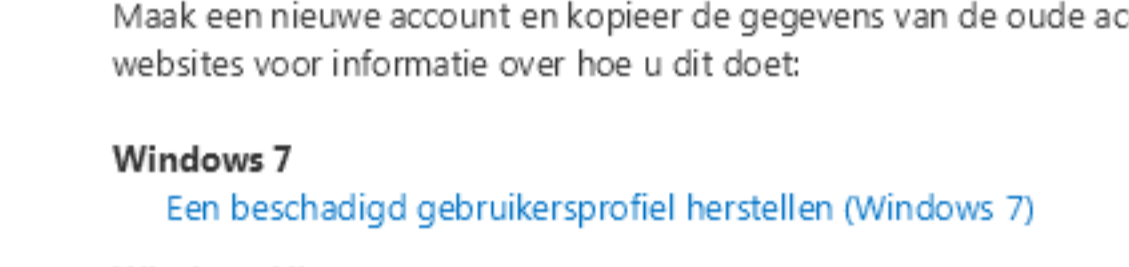 Maak een nieuwe account en kopieer de gegevens van de oude
websites voor informatie over hoe u dit doet:
Windows 7
Een beschadigd gebruikersprofiel herstellen (Windows 7)